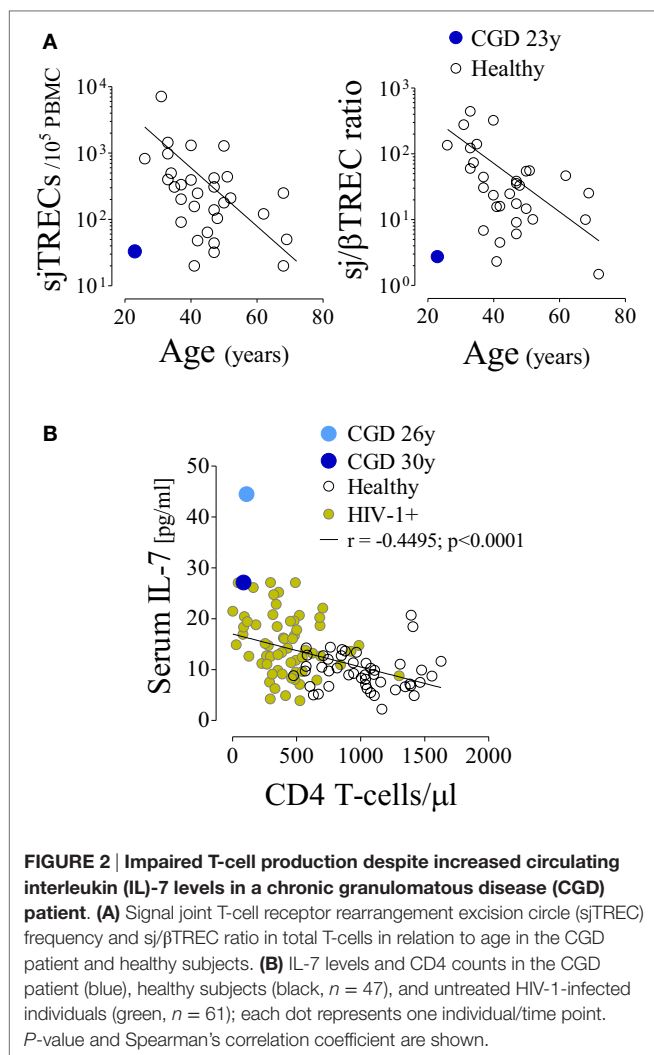 A
CGD 23y
Healthy
sjTRECs /10⁵ PBMC
10⁴
10³
10²
10¹
20 40 60 80
Age (years)
sj/βTREC ratio
10³
10²
10¹
10⁰
20 40 60 80
Age (years)
B
CGD 26y
CGD 30y
Healthy
HIV-1+
r = -0.4495; p<0.0001
Serum IL-7 [pg/ml]
50
40
30
20
10
0
0 500 1000 1500 2000
CD4 T-cells/µl
FIGURE 2 | Impaired T-cell production despite increased circulating
interleukin (IL)-7 levels in a chronic granulomatous disease (CGD)
patient. (A) Signal joint T-cell receptor rearrangement excision circle (sjTREC)
frequency and sj/βTREC ratio in total T-cells in relation to age in the CGD
patient and healthy subjects. (B) IL-7 levels and CD4 counts in the CGD
patient (blue), healthy subjects (black, n = 47), and untreated HIV-1-infected
individuals (green, n = 61); each dot represents one individual/time point.
P-value and Spearman's correlation coefficient are shown.